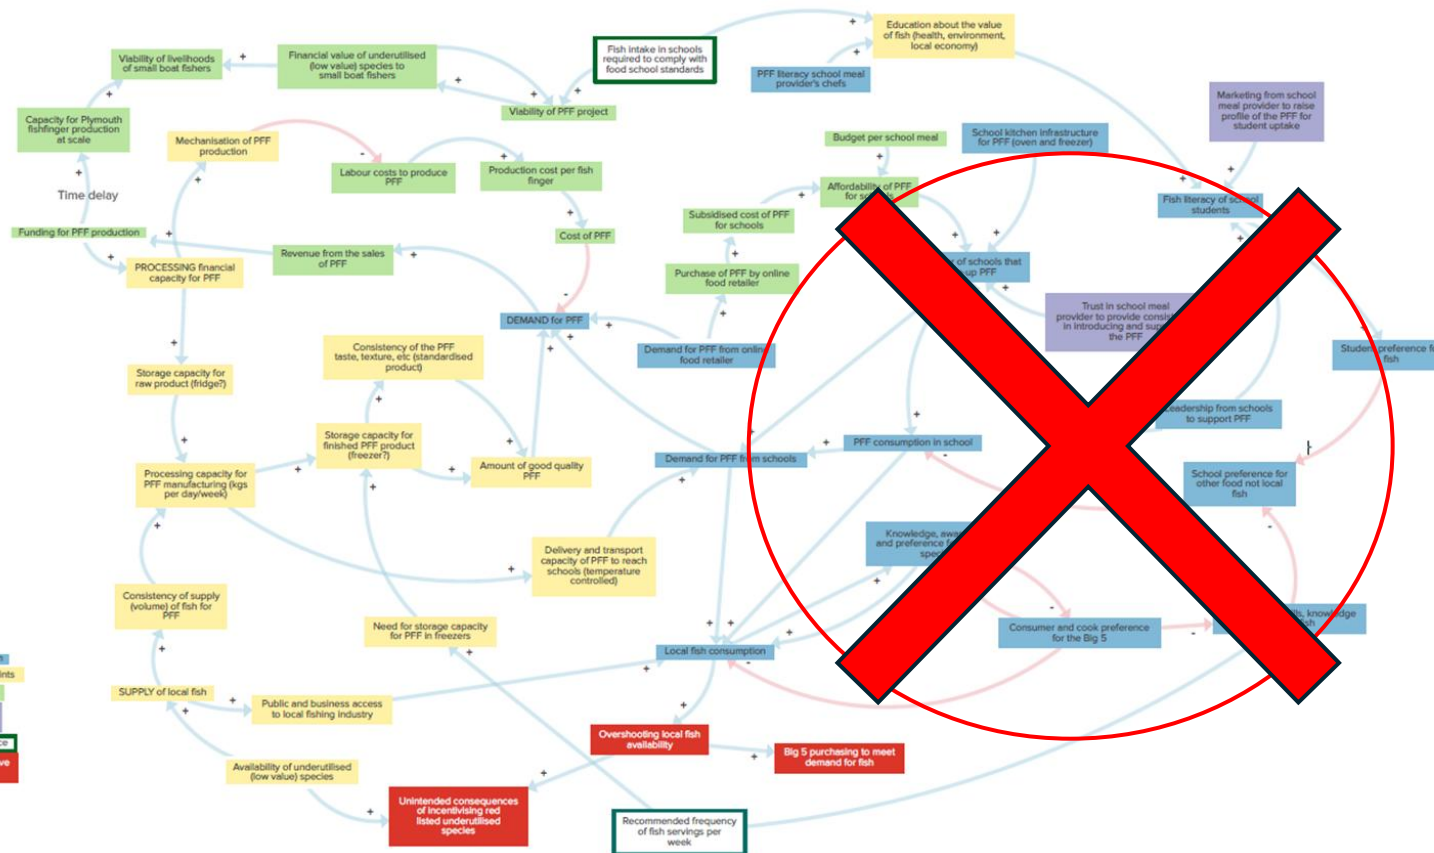 Education about the value
of fish (health, environment,
local economy)
Fish intake in schools
required to comply with
food school standards
Viability of livelihoods
of small boat fishers
Financial value of underutilised
(low value) species to
small boat fishers
PFF literacy school meal
provider's chefs
Marketing from school
meal provider to raise
profile of the PFF for
student uptake
Viability of PFF project
Capacity for Plymouth
fishfinger production
at scale
Mechanisation of PFF
production
Budget per school meal
School kitchen infrastructure
for PFF (oven and freezer)
Labour costs to produce
PFF
Production cost per fish
finger
Time delay
Affordability of PFF
for
Fish literacy of school
students
Subsidised cost of PFF
for schools
Funding for PFF production
Cost of PFF
Revenue from the sales
of PFF
PROCESSING financial
capacity for PFF
Purchase of PFF by online
food retailer
of schools that
up PFF
Trust in school meal
provider to provide
in introducing and
the PFF
DEMAND for PFF
Demand for PFF from online
food retailer
Student preference
fish
Consistency of the PFF
taste, texture, etc (standardised
product)
Storage capacity for
raw product (fridge?)
Leadership from schools
to support PFF
Storage capacity for
finished PFF product
(freezer?)
PFF consumption in school
Demand for PFF from schools
Amount of good quality
PFF
Processing capacity for
PFF manufacturing (kgs
per day/week)
School preference for
other food not local
fish
Knowledge,
and preference
Delivery and transport
capacity of PFF to reach
schools (temperature
controlled)
Consistency of supply
(volume) of fish for
PFF
Need for storage capacity
for PFF in freezers
Consumer and cook preference
for the Big 5
knowledge
Local fish consumption
SUPPLY of local fish
Public and business access
to local fishing industry
Overshooting local fish
availability
Big 5 purchasing to meet
demand for fish
Availability of underutilised
(low value) species
Unintended consequences
of incentivising red
listed underutilised
species
Recommended frequency
of fish servings per
week